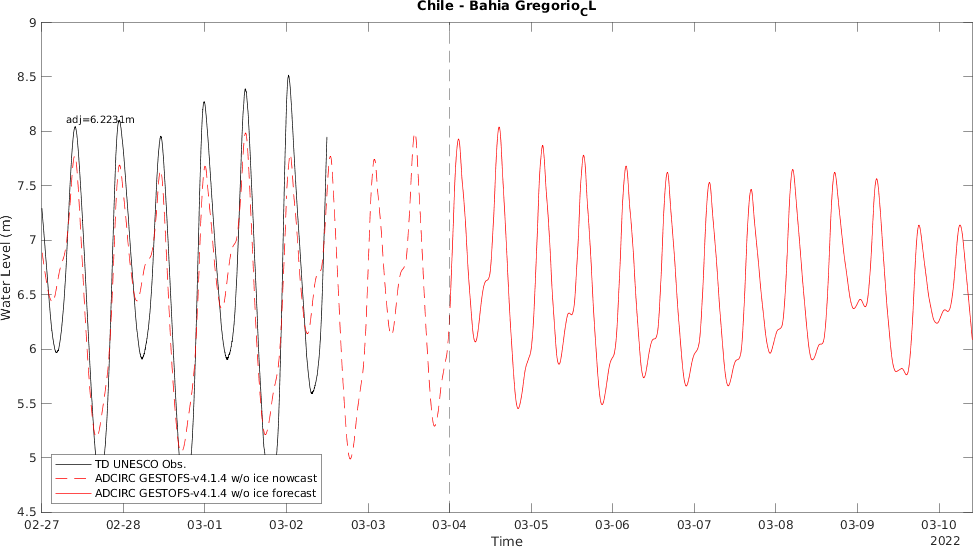 Chile - Bahia Gregorio_CL
9
8.5
8
7.5
7
6.5
6
5.5
5
4.5
Water Level (m)
adj=6.2231m
TD UNESCO Obs.
ADCIRC GESTOFS-v4.1.4 w/o ice nowcast
ADCIRC GESTOFS-v4.1.4 w/o ice forecast
02-27 02-28 03-01 03-02 03-03 03-04 03-05 03-06 03-07 03-08 03-09 03-10
Time
2022